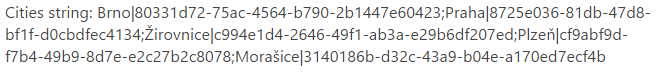 Cities string: Brno|80331d72-75ac-4564-b790-2b1447e60423;Praha|8725e036-81db-47d8-
bf1f-d0cbdfec4134;Žirovnice|c994e1d4-2646-49f1-ab3a-e29b6df207ed;Plzeň|cf9abf9d-
f7b4-49b9-8d7e-e2c27b2c8078;Morašice|3140186b-d32c-43a9-b04e-a170ed7ecf4b